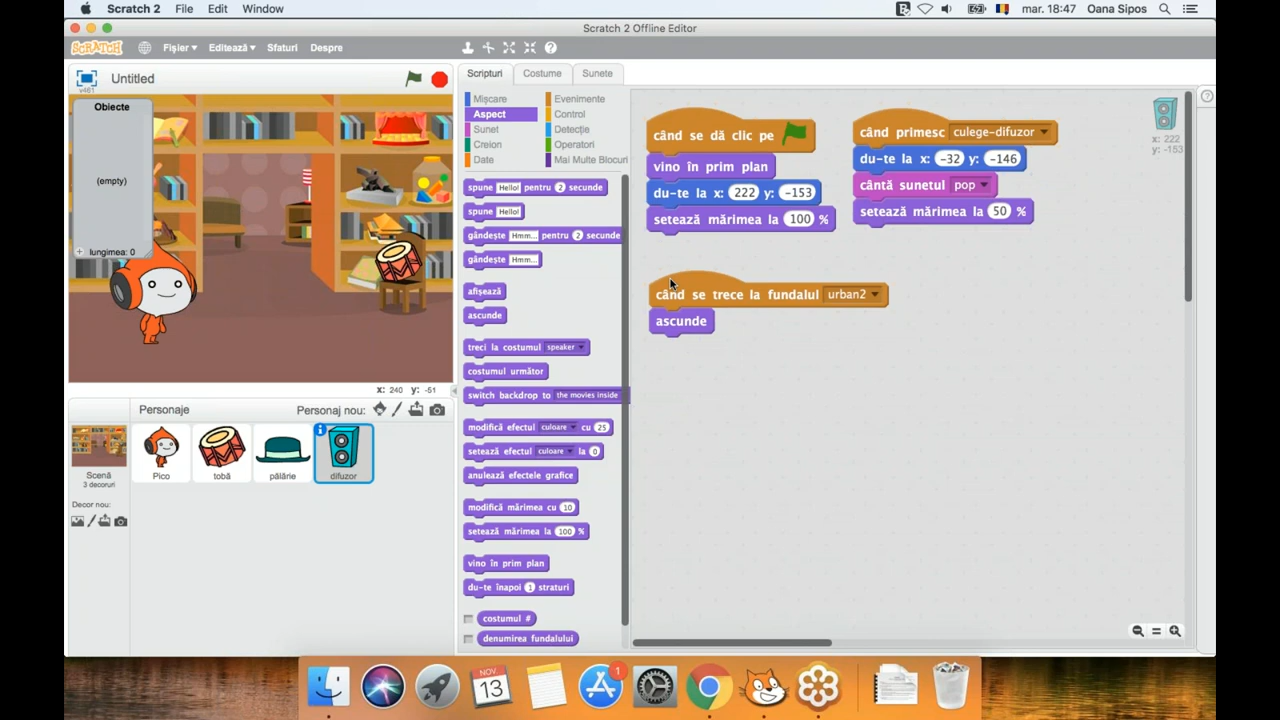 Scratch 2 File Edit Window mar. 18:47 Oana Sipos
Scratch 2 Offline Editor
SCRATCH Fișier Editează Sfaturi Despre
v461 Untitled
Scripturi Costume Sunete
Obiecte
(empty)
+ lungimea: 0
x: 240 y: -51
Mișcare Evenimente
Aspect Control
Sunet Detecție
Creion Operatori
Date Mai Multe Blocuri
spune Hello! pentru 2 secunde
spune Hello!
gândește Hmm... pentru 2 secunde
gândește Hmm...
afișează
ascunde
treci la costumul speaker
costumul următor
switch backdrop to the movies inside
modifică efectul culoare cu 25
setează efectul culoare la 0
anulează efectele grafice
modifică mărimea cu 10
setează mărimea la 100 %
vino în prim plan
du-te înapoi 1 straturi
costumul #
denumirea fundalului
când se dă clic pe
vino în prim plan
du-te la x: 222 y: -153
setează mărimea la 100 %
când primesc culege-difuzor
du-te la x: -32 y: -146
cântă sunetul pop
setează mărimea la 50 %
când se trece la fundalul urban2
ascunde
x: 222
y: -153
Personaje Personaj nou:
Scenă
3 decoruri
Decor nou:
Pico tobă pălărie difuzor
NOV
13
1